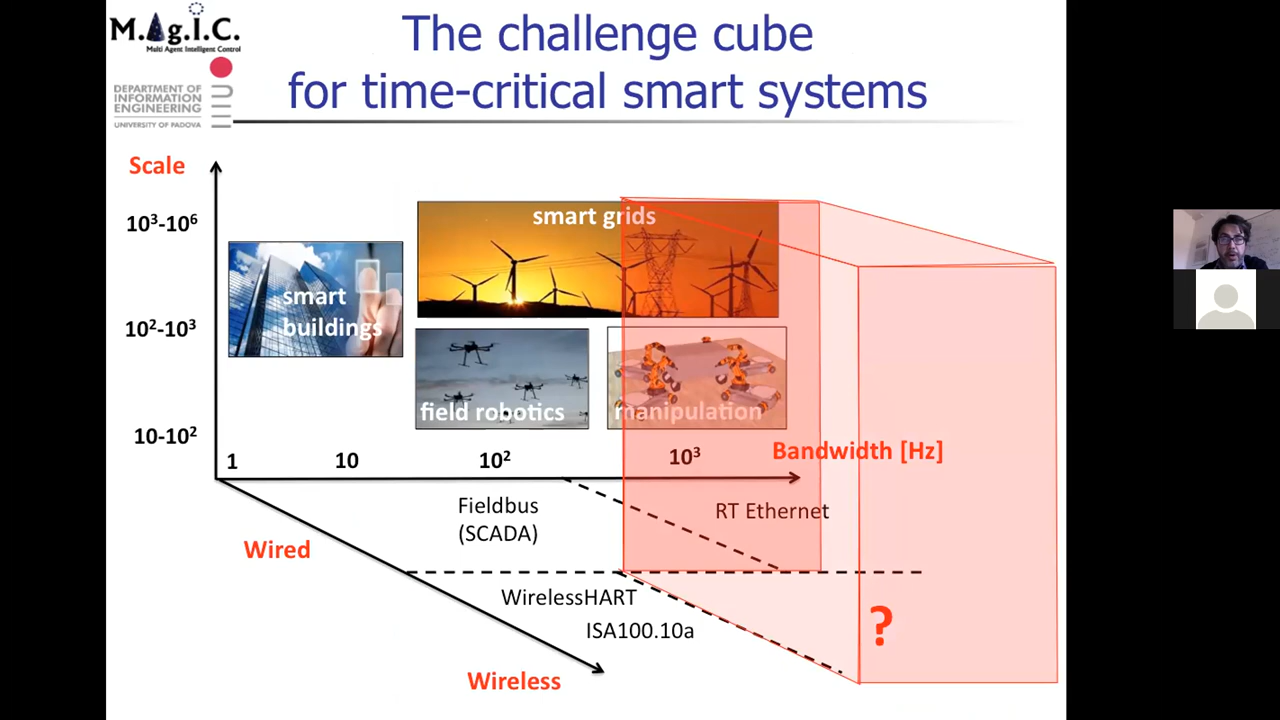 M.AgI.C.
Multi Agent Intelligent Control
DEPARTMENT OF
INFORMATION
ENGINEERING
UNIVERSITY OF PADOVA
The challenge cube
for time-critical smart systems
Scale
10³-10⁶
10²-10³
10-10²
smart grids
smart
buildings
field robotics
manipulation
1
10
10²
10³
Bandwidth [Hz]
Fieldbus
(SCADA)
RT Ethernet
Wired
WirelessHART
ISA100.10a
?
Wireless